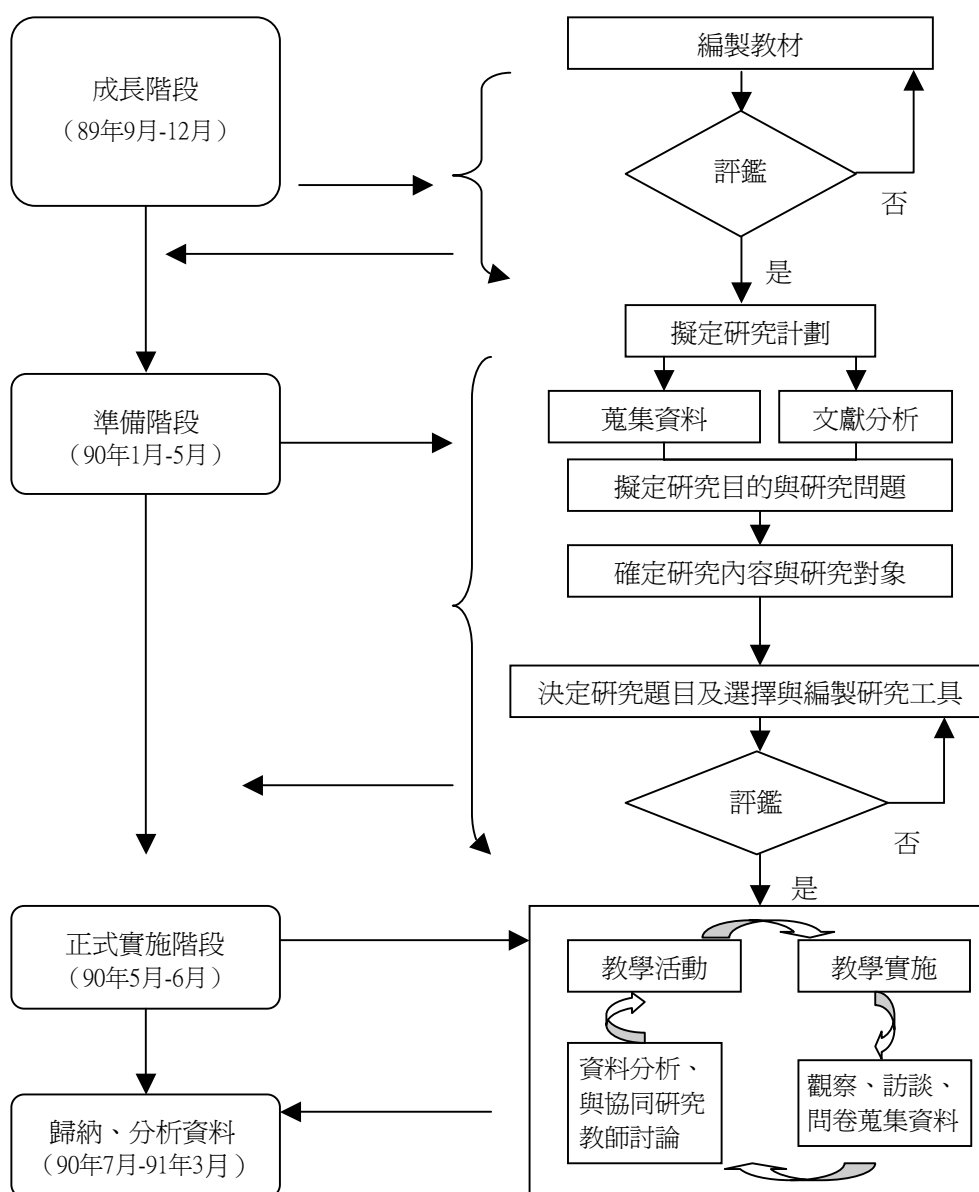 成長階段
（89年9月-12月）
編製教材
評鑑
否
是
擬定研究計劃
準備階段
（90年1月-5月）
蒐集資料
文獻分析
擬定研究目的與研究問題
確定研究內容與研究對象
決定研究題目及選擇與編製研究工具
評鑑
否
是
正式實施階段
（90年5月-6月）
教學活動
教學實施
資料分析、
與協同研究
教師討論
觀察、訪談、
問卷蒐集資料
歸納、分析資料
（90年7月-91年3月）